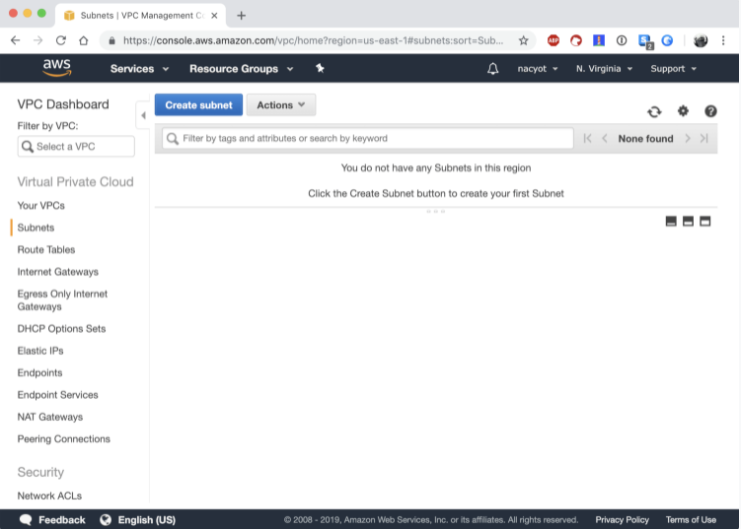 Subnets | VPC Management Co
https://console.aws.amazon.com/vpc/home?region=us-east-1#subnets:sort=Sub...
ABP
2
aws
Services
Resource Groups
nacyot
N. Virginia
Support
VPC Dashboard
Filter by VPC:
Select a VPC
Create subnet
Actions
Filter by tags and attributes or search by keyword
None found
You do not have any Subnets in this region
Click the Create Subnet button to create your first Subnet
Virtual Private Cloud
Your VPCs
Subnets
Route Tables
Internet Gateways
Egress Only Internet
Gateways
DHCP Options Sets
Elastic IPs
Endpoints
Endpoint Services
NAT Gateways
Peering Connections
Security
Network ACLs
Feedback
English (US)
© 2008 - 2019, Amazon Web Services, Inc. or its affiliates. All rights reserved.
Privacy Policy
Terms of Use